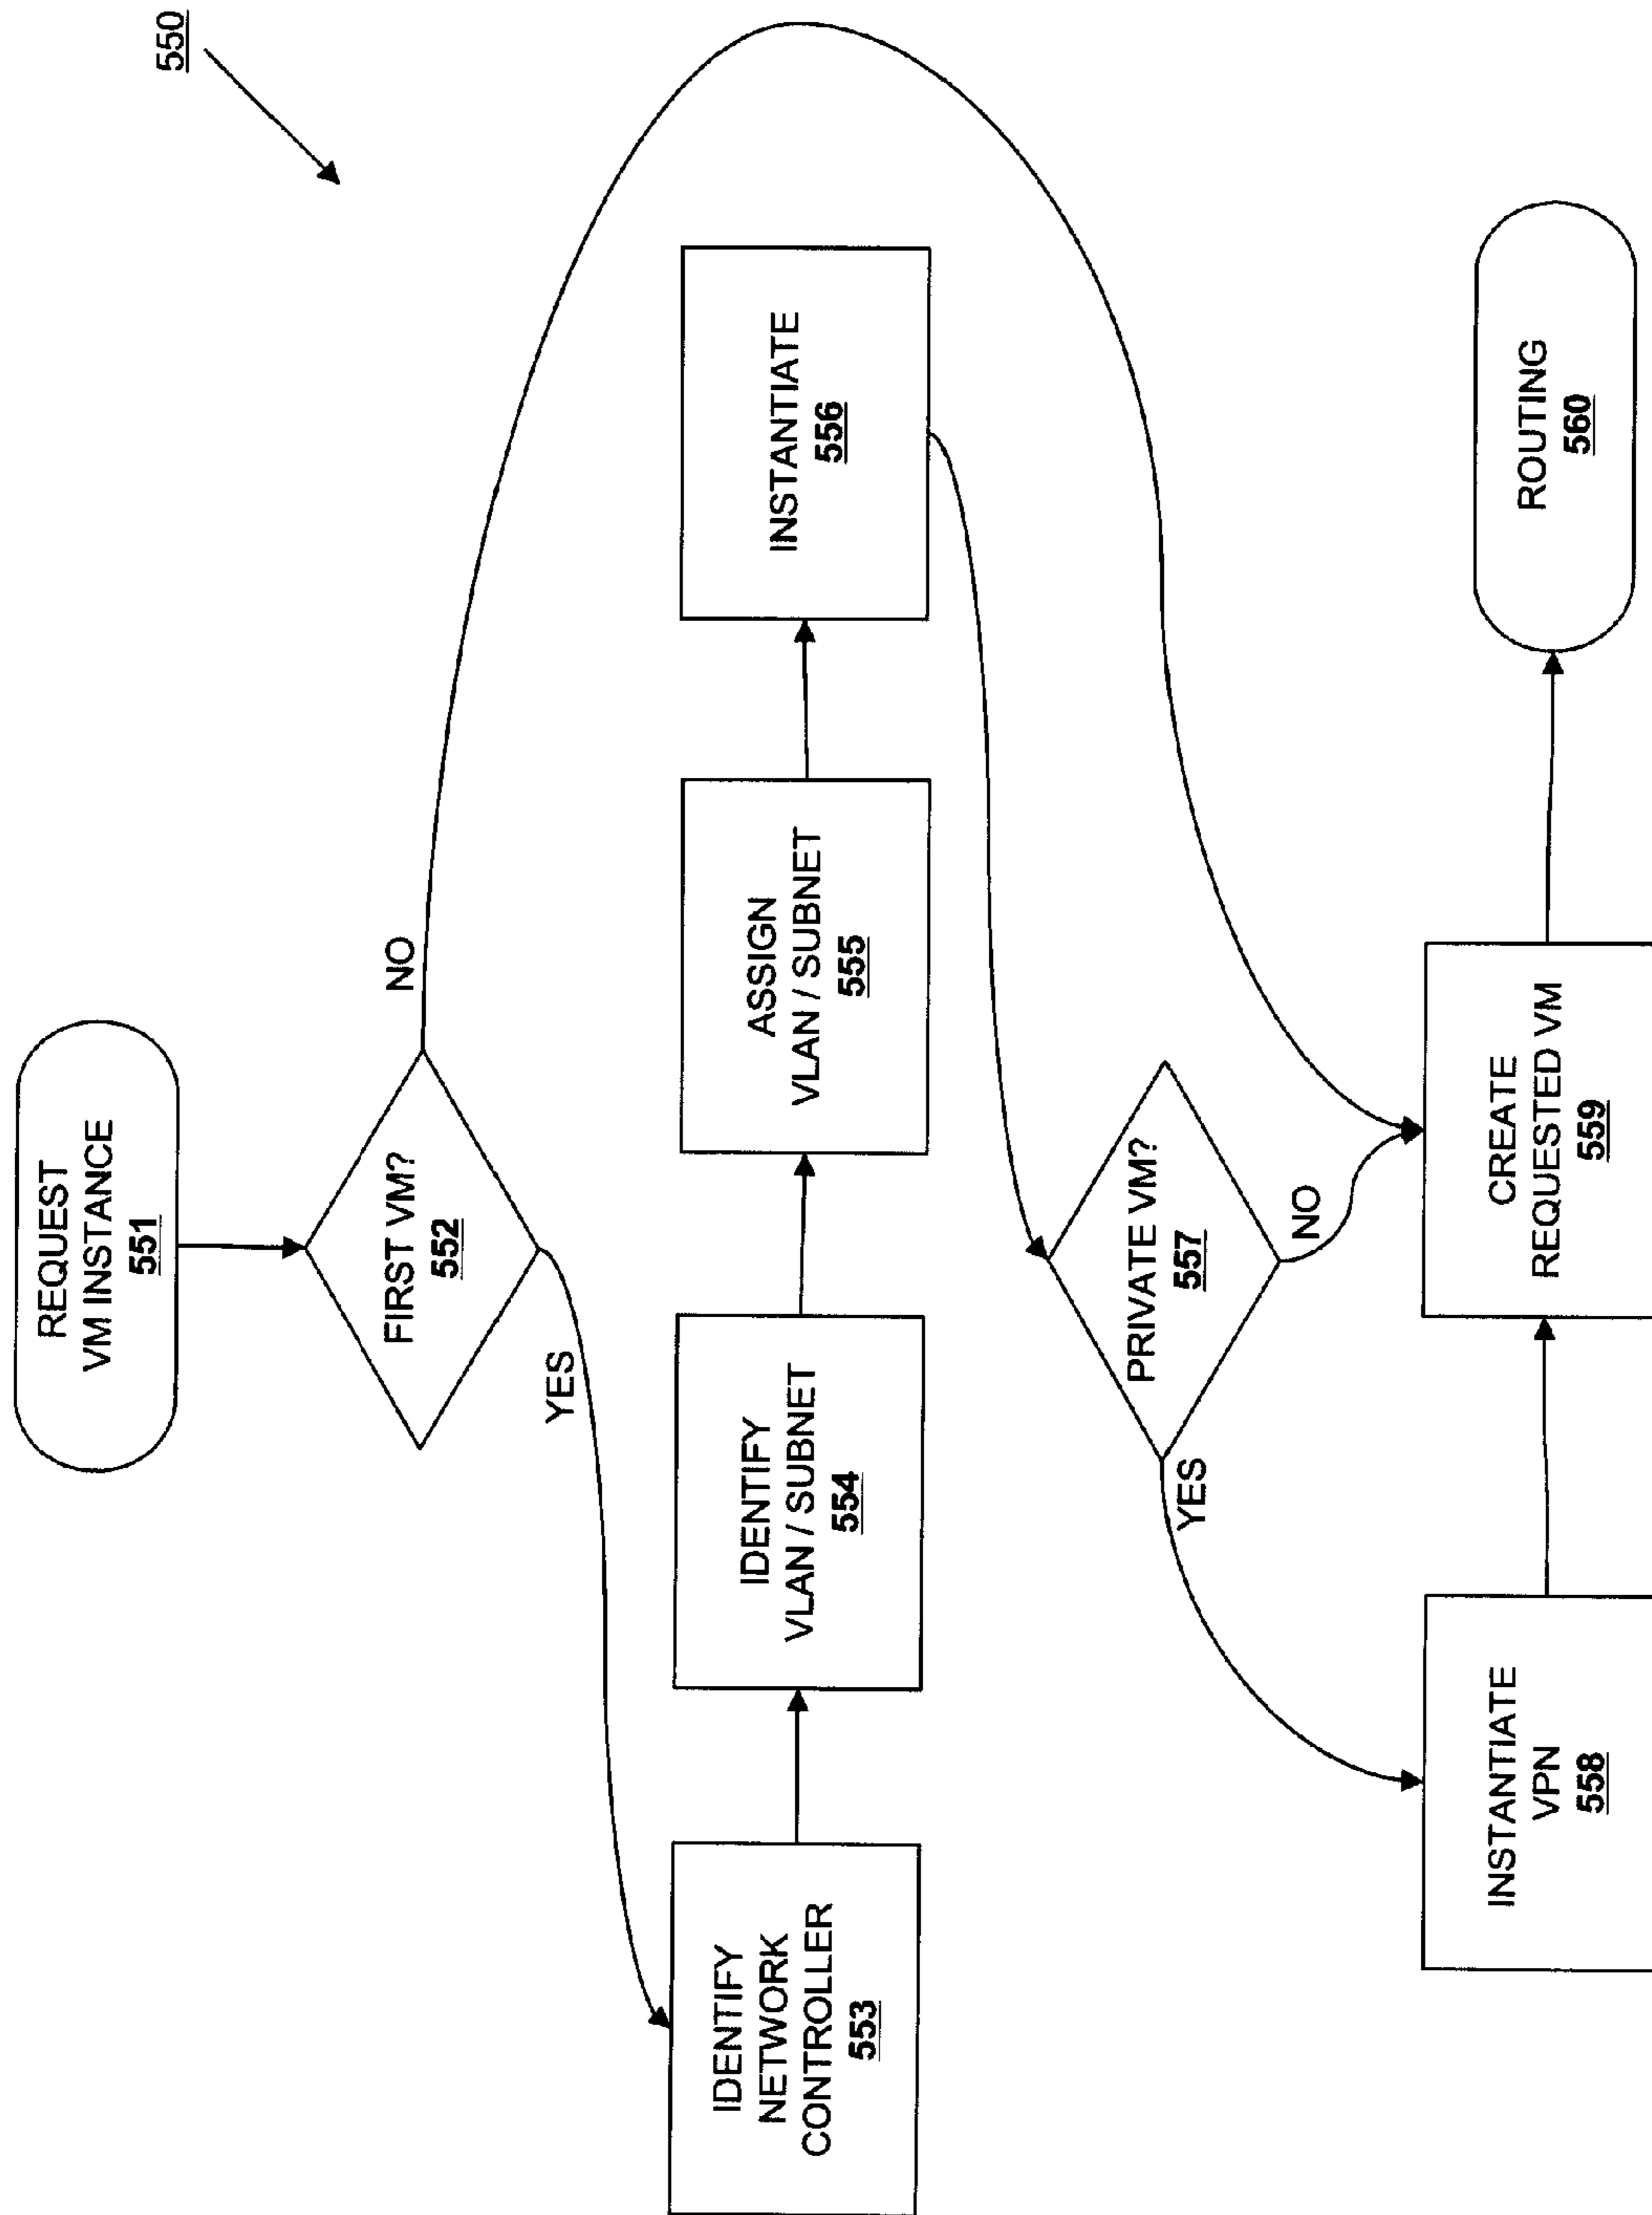 550
REQUEST
VM INSTANCE
551
FIRST VM?
552
NO
YES
IDENTIFY
NETWORK
CONTROLLER
553
IDENTIFY
VLAN / SUBNET
554
ASSIGN
VLAN / SUBNET
555
INSTANTIATE
556
PRIVATE VM?
557
YES
NO
INSTANTIATE
VPN
558
CREATE
REQUESTED VM
559
ROUTING
560